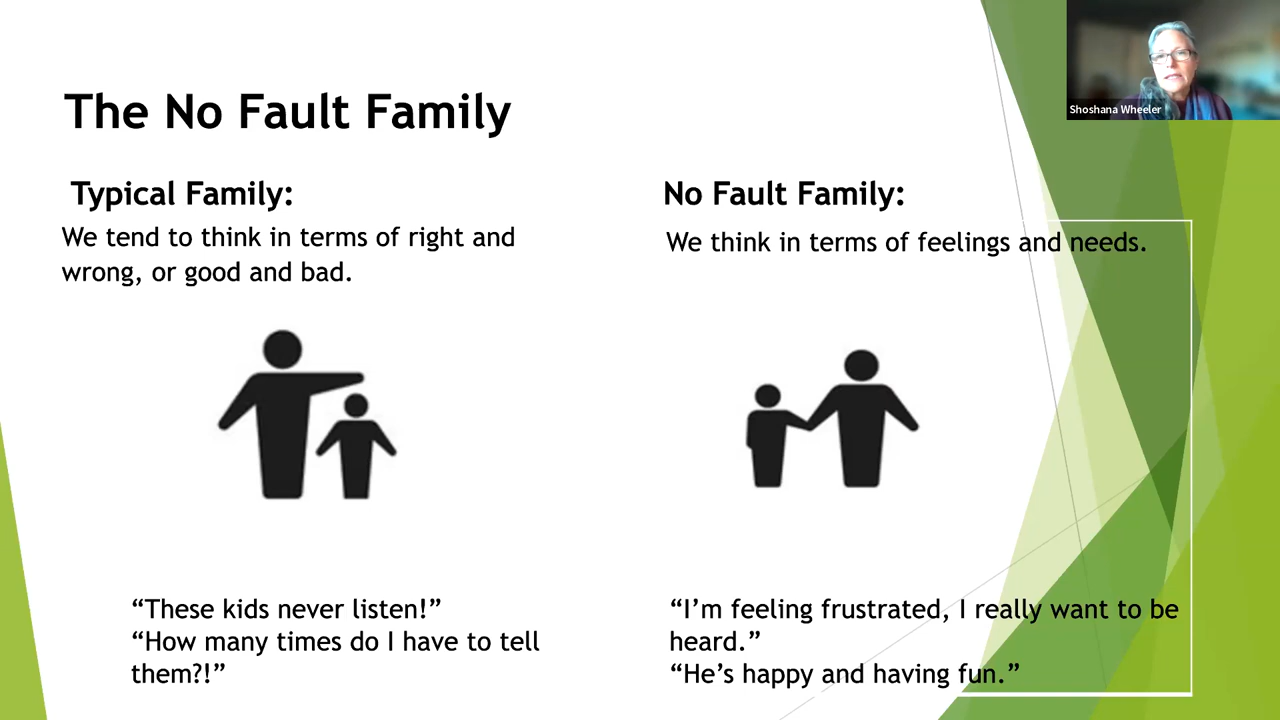 The No Fault Family
Shoshana Wheeler
Typical Family:
We tend to think in terms of right and
wrong, or good and bad.
“These kids never listen!”
“How many times do I have to tell
them?!”
No Fault Family:
We think in terms of feelings and needs.
“I’m feeling frustrated, I really want to be
heard.”
“He’s happy and having fun.”